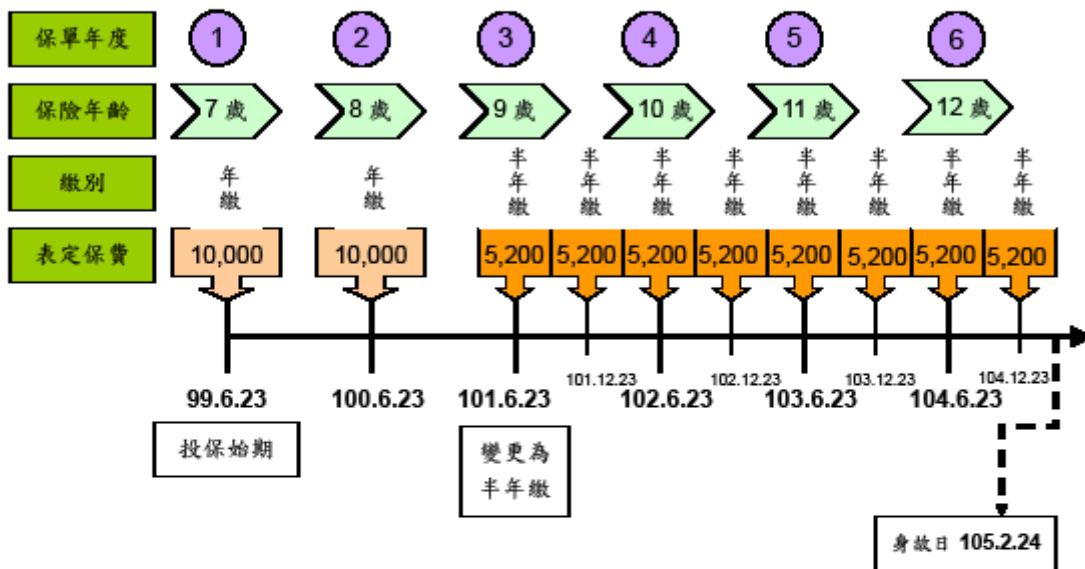 保單年度 1 2 3 4 5 6
保險年齡 7歲 8歲 9歲 10歲 11歲 12歲
繳別 年繳 年繳 半年繳 半年繳 半年繳 半年繳 半年繳 半年繳 半年繳 半年繳
表定保費 10,000 10,000 5,200 5,200 5,200 5,200 5,200 5,200 5,200 5,200
101.12.23 102.12.23 103.12.23 104.12.23
99.6.23 100.6.23 101.6.23 102.6.23 103.6.23 104.6.23
投保始期
變更為
半年繳
身故日 105.2.24